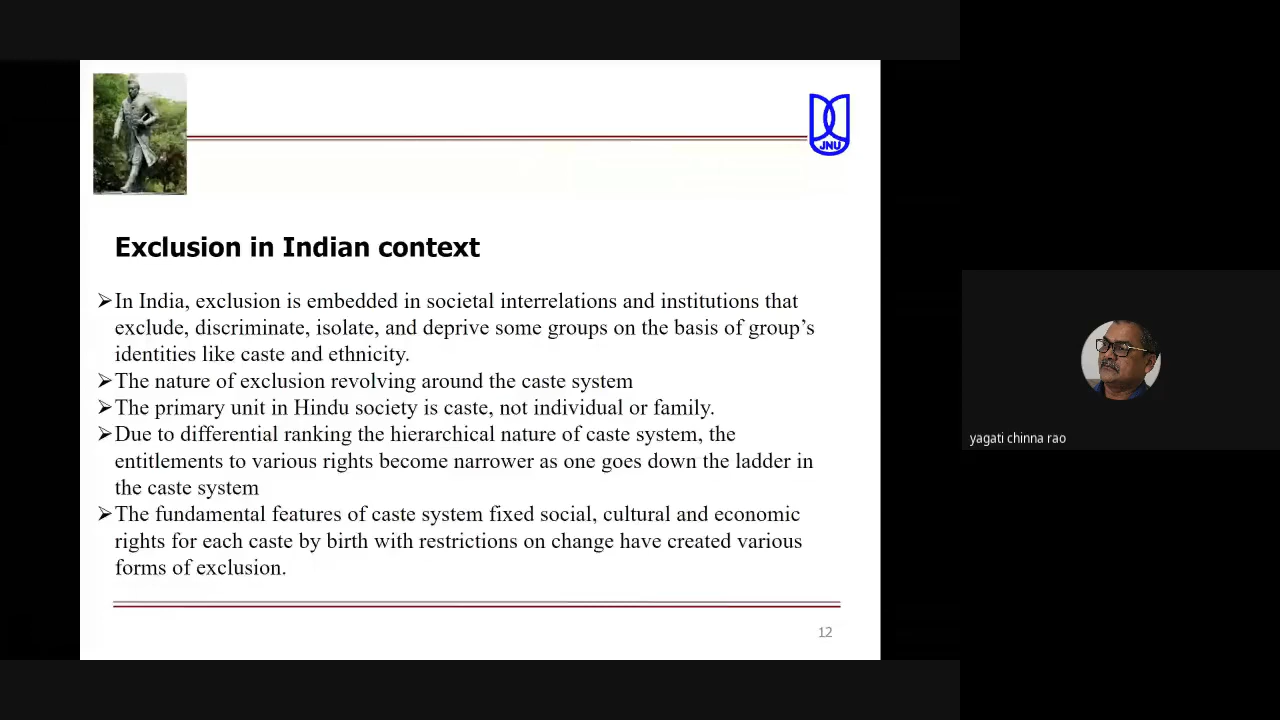 JNU
Exclusion in Indian context
➢In India, exclusion is embedded in societal interrelations and institutions that
exclude, discriminate, isolate, and deprive some groups on the basis of group’s
identities like caste and ethnicity.
➢The nature of exclusion revolving around the caste system
➢The primary unit in Hindu society is caste, not individual or family.
➢Due to differential ranking the hierarchical nature of caste system, the
entitlements to various rights become narrower as one goes down the ladder in
the caste system
➢The fundamental features of caste system fixed social, cultural and economic
rights for each caste by birth with restrictions on change have created various
forms of exclusion.
12
yagati chinna rao